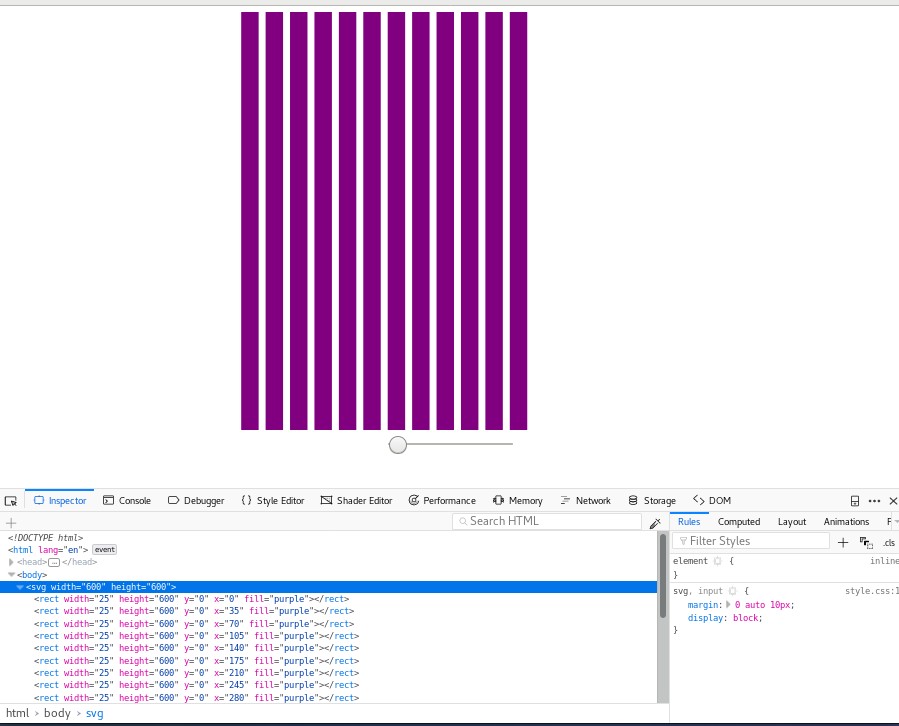 Inspector Console Debugger Style Editor Shader Editor Performance Memory Network Storage DOM
Search HTML
<!DOCTYPE html>
<html lang="en"> event
<head> </head>
<body>
<svg width="600" height="600">
<rect width="25" height="600" y="0" x="0" fill="purple"></rect>
<rect width="25" height="600" y="0" x="35" fill="purple"></rect>
<rect width="25" height="600" y="0" x="70" fill="purple"></rect>
<rect width="25" height="600" y="0" x="105" fill="purple"></rect>
<rect width="25" height="600" y="0" x="140" fill="purple"></rect>
<rect width="25" height="600" y="0" x="175" fill="purple"></rect>
<rect width="25" height="600" y="0" x="210" fill="purple"></rect>
<rect width="25" height="600" y="0" x="245" fill="purple"></rect>
<rect width="25" height="600" y="0" x="280" fill="purple"></rect>
html > body > svg
Rules Computed Layout Animations F
Filter Styles + .cls
element { inline
}
svg, input { style.css:1
margin: 0 auto 10px;
display: block;
}